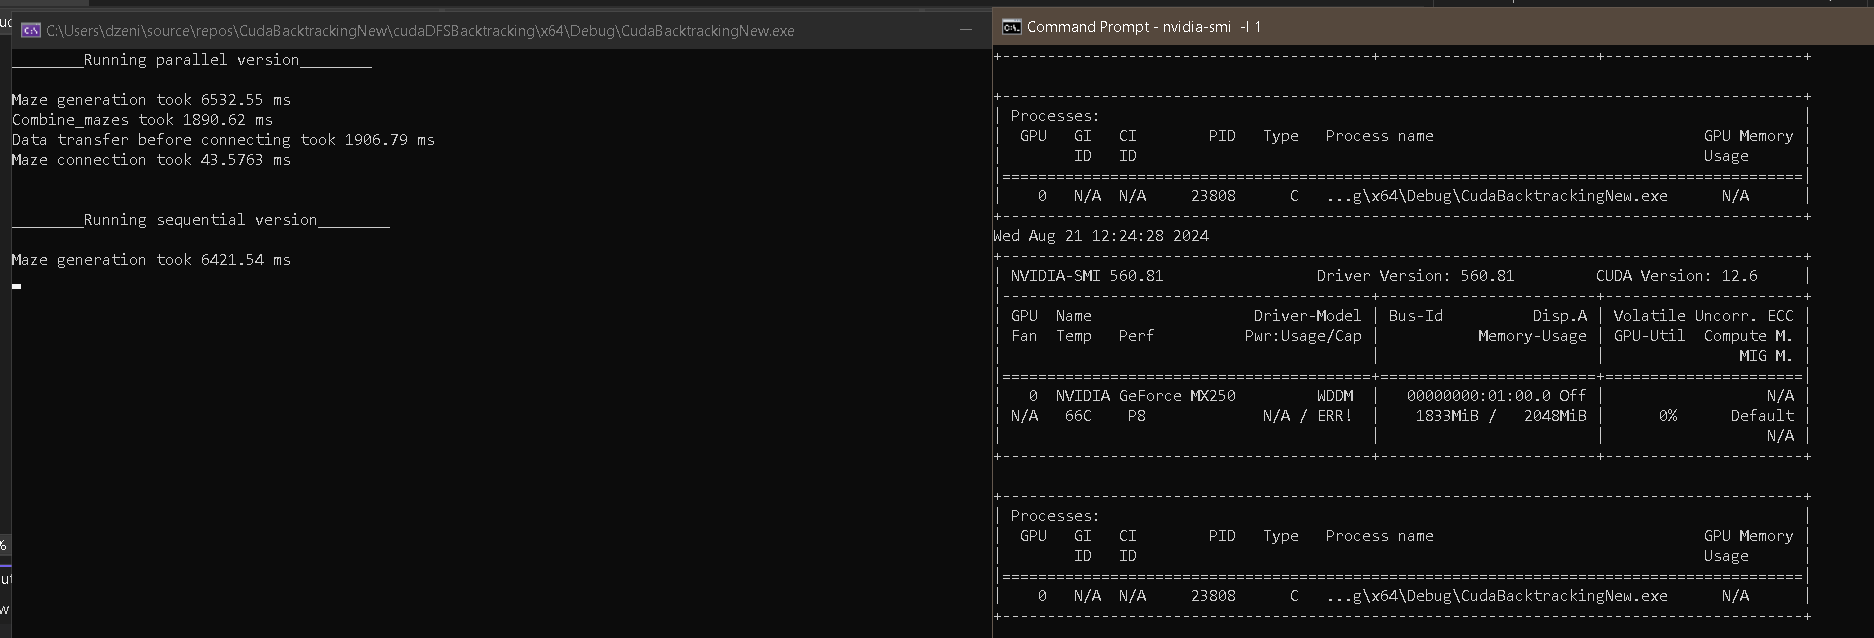 C:\Users\dzeni\source\repos\CudaBacktrackingNew\cudaDFSBacktracking\x64\Debug\CudaBacktrackingNew.exe
________Running parallel version________
Maze generation took 6532.55 ms
Combine_mazes took 1890.62 ms
Data transfer before connecting took 1906.79 ms
Maze connection took 43.5763 ms
________Running sequential version________
Maze generation took 6421.54 ms
Command Prompt - nvidia-smi -l 1
+-----------------------------------------+------------------------+----------------------+
+-----------------------------------------------------------------------------------------+
| Processes: |
| GPU GI CI PID Type Process name GPU Memory |
| ID ID Usage |
|=========================================================================================|
| 0 N/A N/A 23808 C ...g\x64\Debug\CudaBacktrackingNew.exe N/A |
+-----------------------------------------------------------------------------------------+
Wed Aug 21 12:24:28 2024
+-----------------------------------------------------------------------------------------+
| NVIDIA-SMI 560.81 Driver Version: 560.81 CUDA Version: 12.6 |
|-----------------------------------------+------------------------+----------------------+
| GPU Name Driver-Model | Bus-Id Disp.A | Volatile Uncorr. ECC |
| Fan Temp Perf Pwr:Usage/Cap | Memory-Usage | GPU-Util Compute M. |
| | | MIG M. |
|=========================================+========================+======================|
| 0 NVIDIA GeForce MX250 WDDM | 00000000:01:00.0 Off | N/A |
| N/A 66C P8 N/A / ERR! | 1833MiB / 2048MiB | 0% Default |
| | | N/A |
+-----------------------------------------+------------------------+----------------------+
+-----------------------------------------------------------------------------------------+
| Processes: |
| GPU GI CI PID Type Process name GPU Memory |
| ID ID Usage |
|=========================================================================================|
| 0 N/A N/A 23808 C ...g\x64\Debug\CudaBacktrackingNew.exe N/A |
+-----------------------------------------------------------------------------------------+